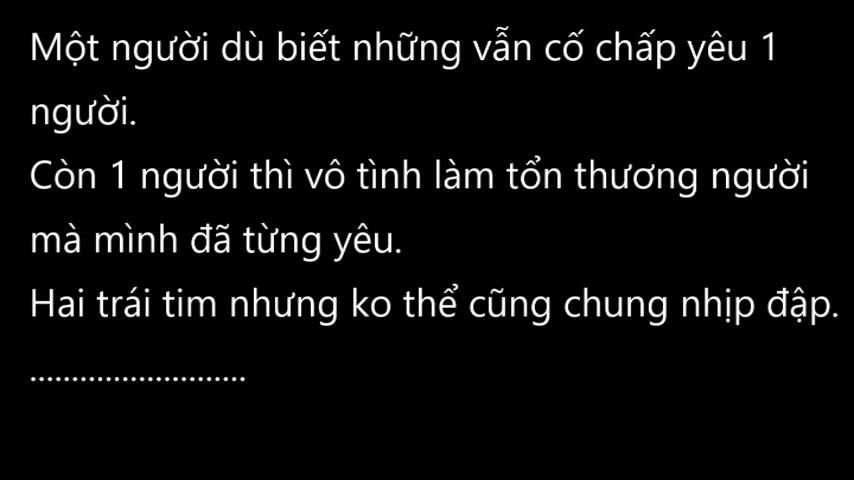 Một người dù biết những vẫn cố chấp yêu 1
người.
Còn 1 người thì vô tình làm tổn thương người
mà mình đã từng yêu.
Hai trái tim nhưng ko thể cũng chung nhịp đập.
..........................